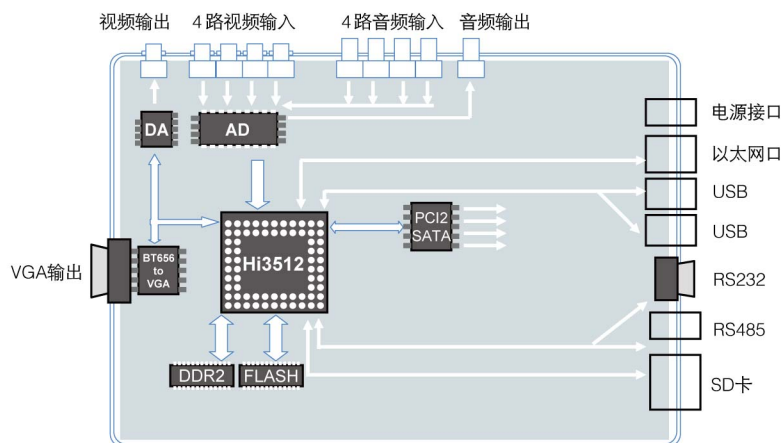 视频输出
4路视频输入
4路音频输入
音频输出
DA
AD
电源接口
以太网口
USB
USB
PCI2
SATA
Hi3512
BT656
to
VGA
VGA输出
RS232
RS485
DDR2
FLASH
SD卡